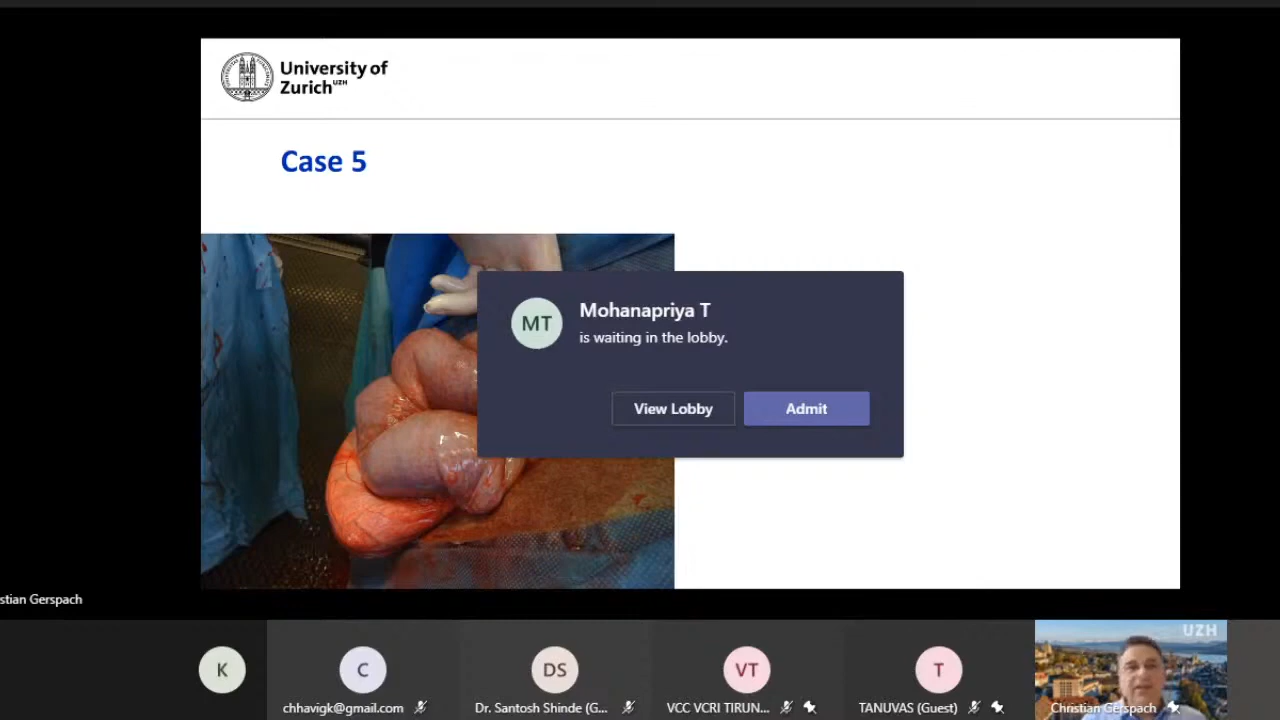 University of
Zurich UZH
Case 5
MT
Mohanapriya T
is waiting in the lobby.
View Lobby
Admit
stian Gerspach
K
C
chhavigk@gmail.com
DS
Dr. Santosh Shinde (G...
VT
VCC VCRI TIRUN...
T
TANUVAS (Guest)
UZH
Christian Gerspach